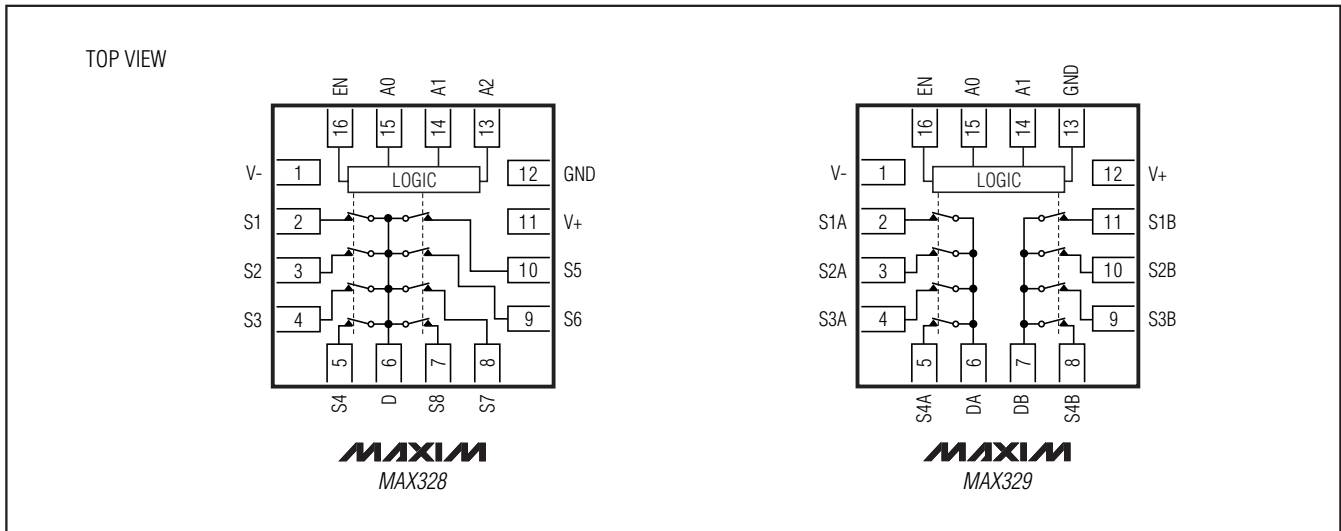 TOP VIEW
EN A0 A1 A2
16 15 14 13
V- 1 LOGIC 12 GND
S1 2 11 V+
S2 3 10 S5
S3 4 9 S6
5 6 7 8
S4 D S8 S7
MAXIM
MAX328
EN A0 A1 GND
16 15 14 13
V- 1 LOGIC 12 V+
S1A 2 11 S1B
S2A 3 10 S2B
S3A 4 9 S3B
5 6 7 8
S4A DA DB S4B
MAXIM
MAX329